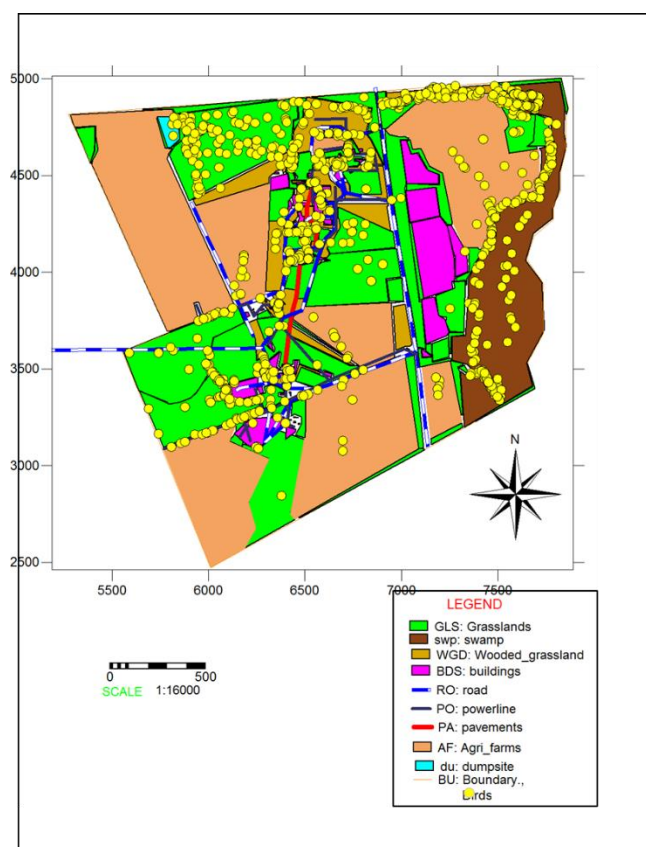 5000
4500
4000
3500
3000
2500
5500 6000 6500 7000 7500
N
0 500
SCALE 1:16000
LEGEND
GLS: Grasslands
swp: swamp
WGD: Wooded_grassland
BDS: buildings
RO: road
PO: powerline
PA: pavements
AF: Agri_farms
du: dumpsite
BU: Boundary.,
Birds